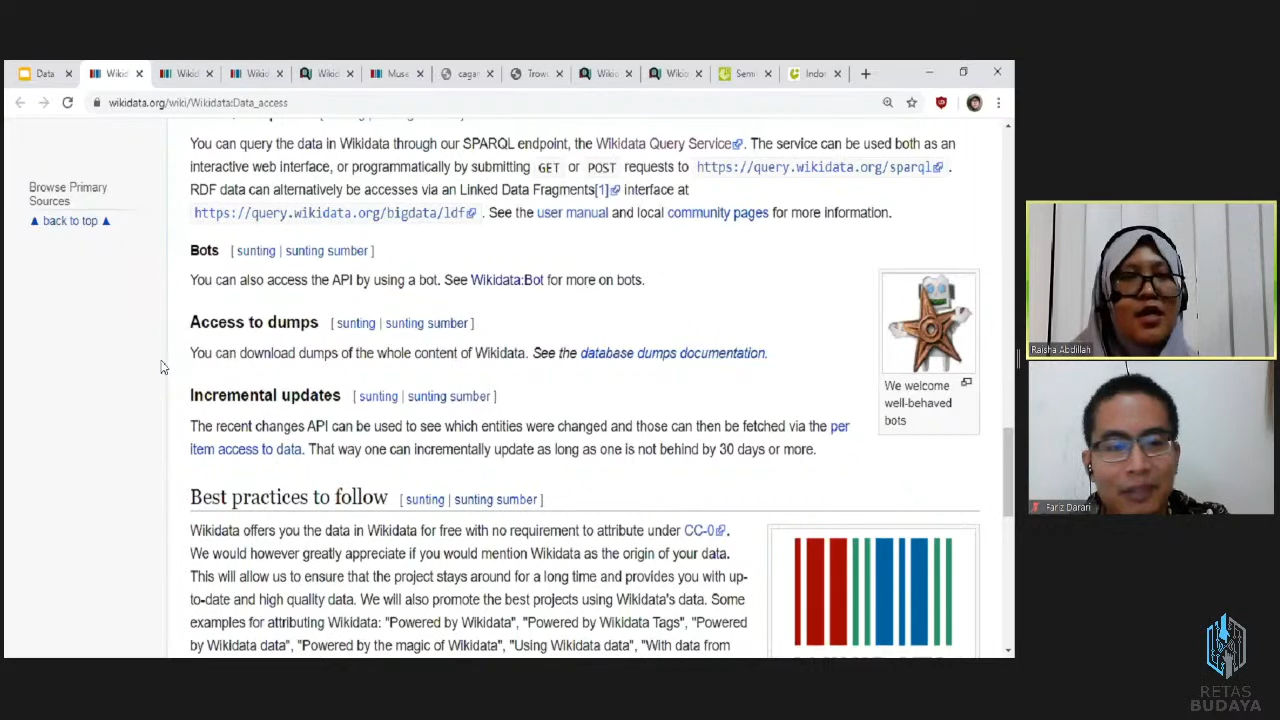 Data
Wikid
Wikid
Wikid
Wikid
Muse
cagar
Trow
Wikid
Wikid
Semi
Indor
wikidata.org/wiki/Wikidata:Data_access
Browse Primary
Sources
▲ back to top ▲
You can query the data in Wikidata through our SPARQL endpoint, the Wikidata Query Service. The service can be used both as an
interactive web interface, or programmatically by submitting GET or POST requests to https://query.wikidata.org/sparql.
RDF data can alternatively be accesses via an Linked Data Fragments[1] interface at
https://query.wikidata.org/bigdata/ldf. See the user manual and local community pages for more information.
Bots [ sunting | sunting sumber ]
You can also access the API by using a bot. See Wikidata:Bot for more on bots.
We welcome
well-behaved
bots
Access to dumps [ sunting | sunting sumber ]
You can download dumps of the whole content of Wikidata. See the database dumps documentation.
Incremental updates [ sunting | sunting sumber ]
The recent changes API can be used to see which entities were changed and those can then be fetched via the per
item access to data. That way one can incrementally update as long as one is not behind by 30 days or more.
Best practices to follow [ sunting | sunting sumber ]
Wikidata offers you the data in Wikidata for free with no requirement to attribute under CC-0.
We would however greatly appreciate if you would mention Wikidata as the origin of your data.
This will allow us to ensure that the project stays around for a long time and provides you with up-
to-date and high quality data. We will also promote the best projects using Wikidata's data. Some
examples for attributing Wikidata: "Powered by Wikidata", "Powered by Wikidata Tags", "Powered
by Wikidata data", "Powered by the magic of Wikidata", "Using Wikidata data", "With data from
Raisha Abdillah
Fariz Darari
RETAS
BUDAYA